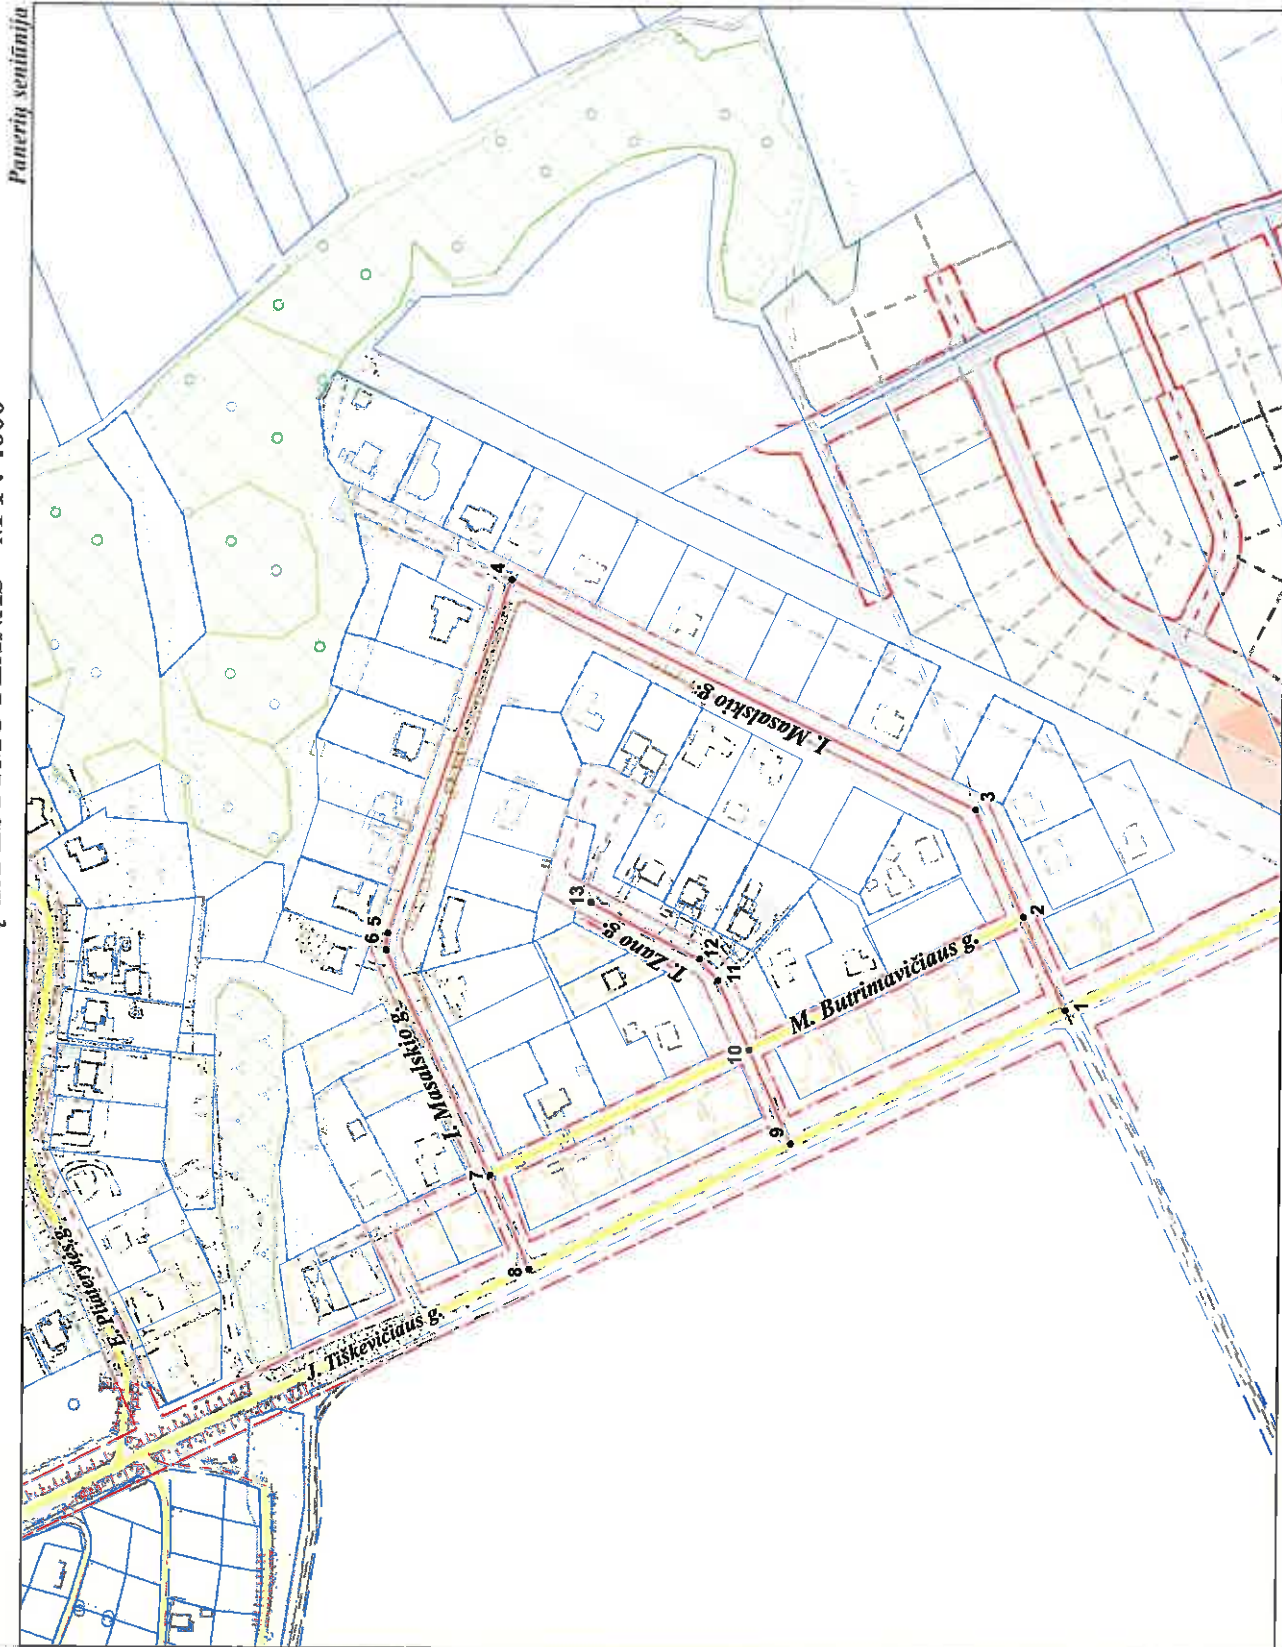 Panerių seniūnija
E. Pliaterytės g.
J. Tiškevičiaus g.
I. Masalskio g.
I. Masalskio g.
T. Zano g.
M. Butrimavičiaus g.
1
2
3
4
5
6
7
8
9
10
11
12
13